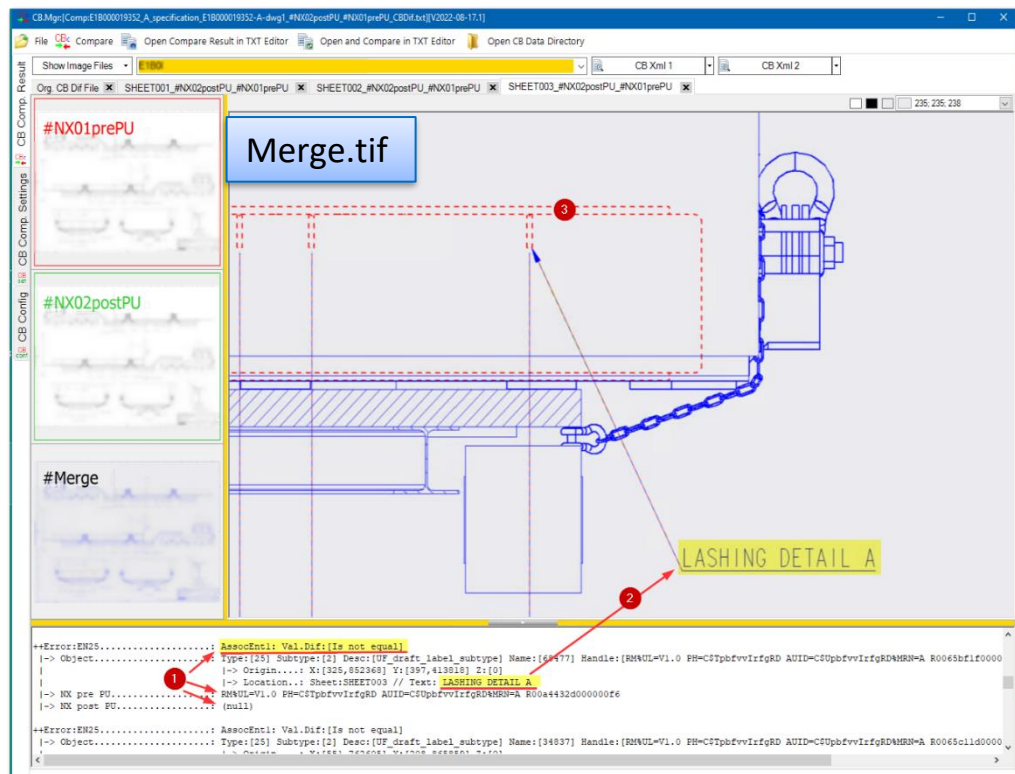 CB.Mgr:[Comp:E1B000019352_A_specification_E1B000019352-A-dwg1_#NX02postPU_#NX01prePU_CBDif.txt][V2022-08-17.1]
File CBc Compare Open Compare Result in TXT Editor Open and Compare in TXT Editor Open CB Data Directory
Show Image Files E1B0 CB Xml 1 CB Xml 2
Org. CB Dif File SHEET001_#NX02postPU_#NX01prePU SHEET002_#NX02postPU_#NX01prePU SHEET003_#NX02postPU_#NX01prePU
235; 235; 238
CB Comp. Result
CB Comp. Settings
CB Config
#NX01prePU
Merge.tif
3
#NX02postPU
#Merge
LASHING DETAIL A
2
++Error:EN25....................: AssocEnt1: Val.Dif:[Is not equal]
|-> Object....................: Type:[25] Subtype:[2] Desc:[UF_draft_label_subtype] Name:[68477] Handle:[RM%UL=V1.0 PH=C$TpbfvvIrfgRD AUID=C$UpbfvvIrfgRD%MRN=A R0065bf1f0000
| |-> Origin....: X:[325,852368] Y:[397,413018] Z:[0]
1
| |-> Location..: Sheet:SHEET003 // Text: LASHING DETAIL A
|-> NX pre PU.................: RM%UL=V1.0 PH=C$TpbfvvIrfgRD AUID=C$UpbfvvIrfgRD%MRN=A R00a4432d000000f6
|-> NX post PU................: (null)
++Error:EN25....................: AssocEnt1: Val.Dif:[Is not equal]
|-> Object....................: Type:[25] Subtype:[2] Desc:[UF_draft_label_subtype] Name:[34837] Handle:[RM%UL=V1.0 PH=C$TpbfvvIrfgRD AUID=C$UpbfvvIrfgRD%MRN=A R0065c11d0000